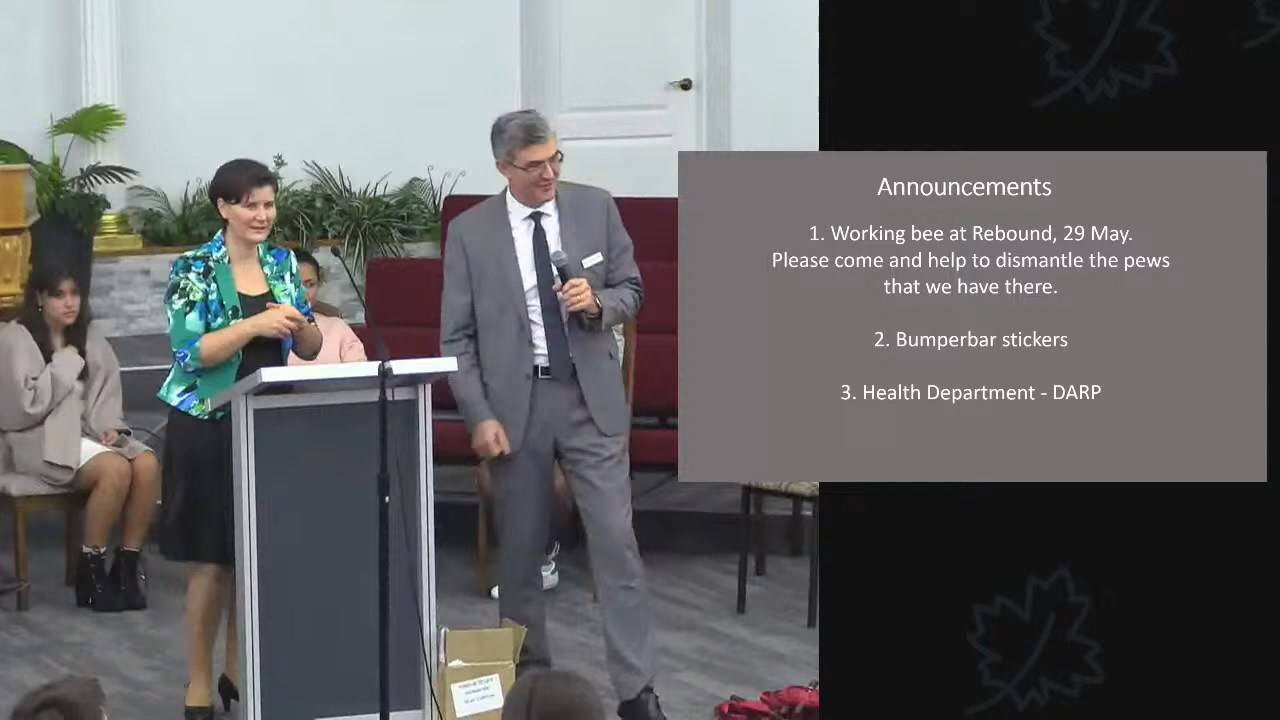 Announcements
1. Working bee at Rebound, 29 May.
Please come and help to dismantle the pews
that we have there.
2. Bumperbar stickers
3. Health Department - DARP